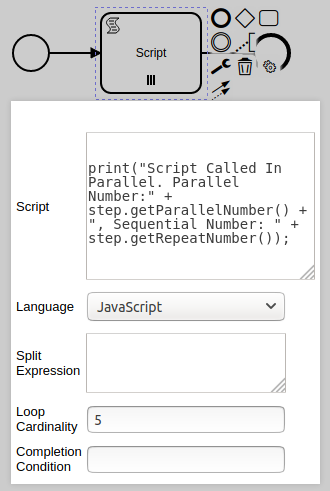 Script
Script
print("Script Called In
Parallel. Parallel
Number:" +
step.getParallelNumber() +
", Sequential Number: " +
step.getRepeatNumber());
Language
JavaScript
Split
Expression
Loop
Cardinality
5
Completion
Condition